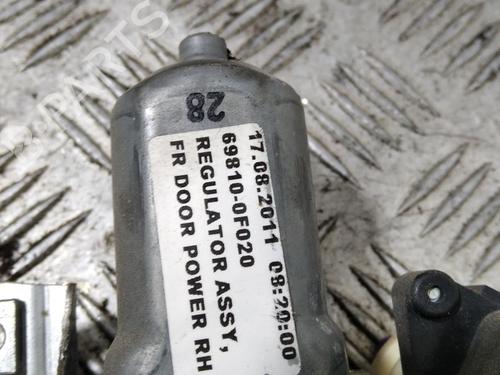 28
17.08.2011 08:20:00
69810-0F020
REGULATOR ASSY,
FR DOOR POWER RH